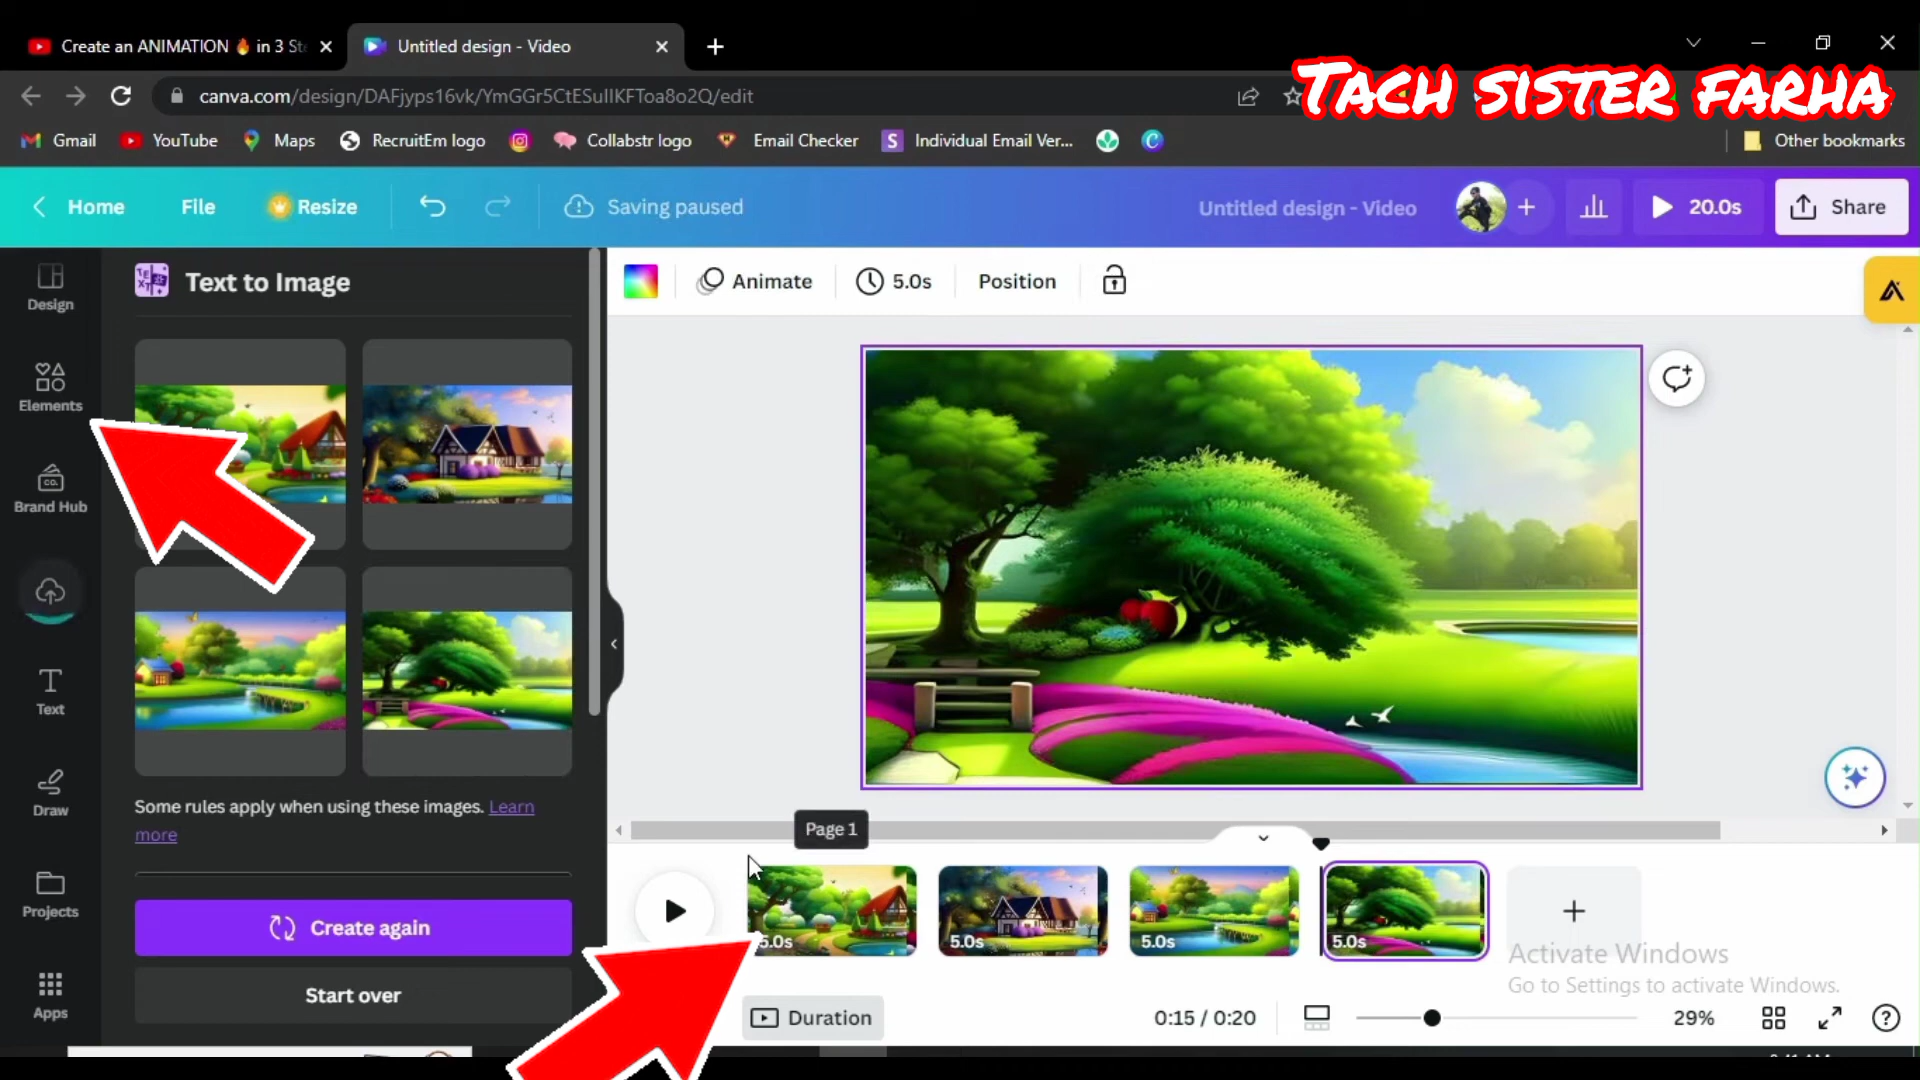 Create an ANIMATION 🔥 in 3 St
Untitled design - Video
canva.com/design/DAFjyps16vk/YmGGr5CtESuIIKFToa8o2Q/edit
TACH SISTER FARHA
Gmail
YouTube
Maps
RecruitEm logo
Collabstr logo
Email Checker
S
Individual Email Ver...
Other bookmarks
Home
File
Resize
Saving paused
Untitled design - Video
20.0s
Share
Design
Elements
Brand Hub
CO.
Text
Draw
Projects
Apps
Text to Image
Some rules apply when using these images. Learn
more
Create again
Start over
Animate
5.0s
Position
Page 1
5.0s
5.0s
5.0s
5.0s
Activate Windows
Go to Settings to activate Windows.
Duration
0:15 / 0:20
29%